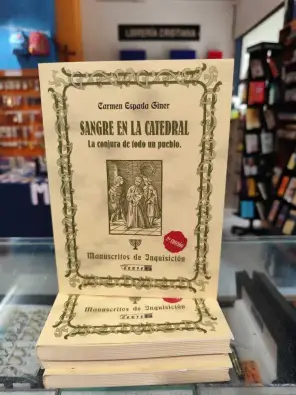 LIBRERÍA CRISTIANA
Carmen Espada Giner
SANGRE EN LA CATEDRAL
La conjura de todo un pueblo.
Manuscritos de Inquisición
Manuscritos de Inquisición